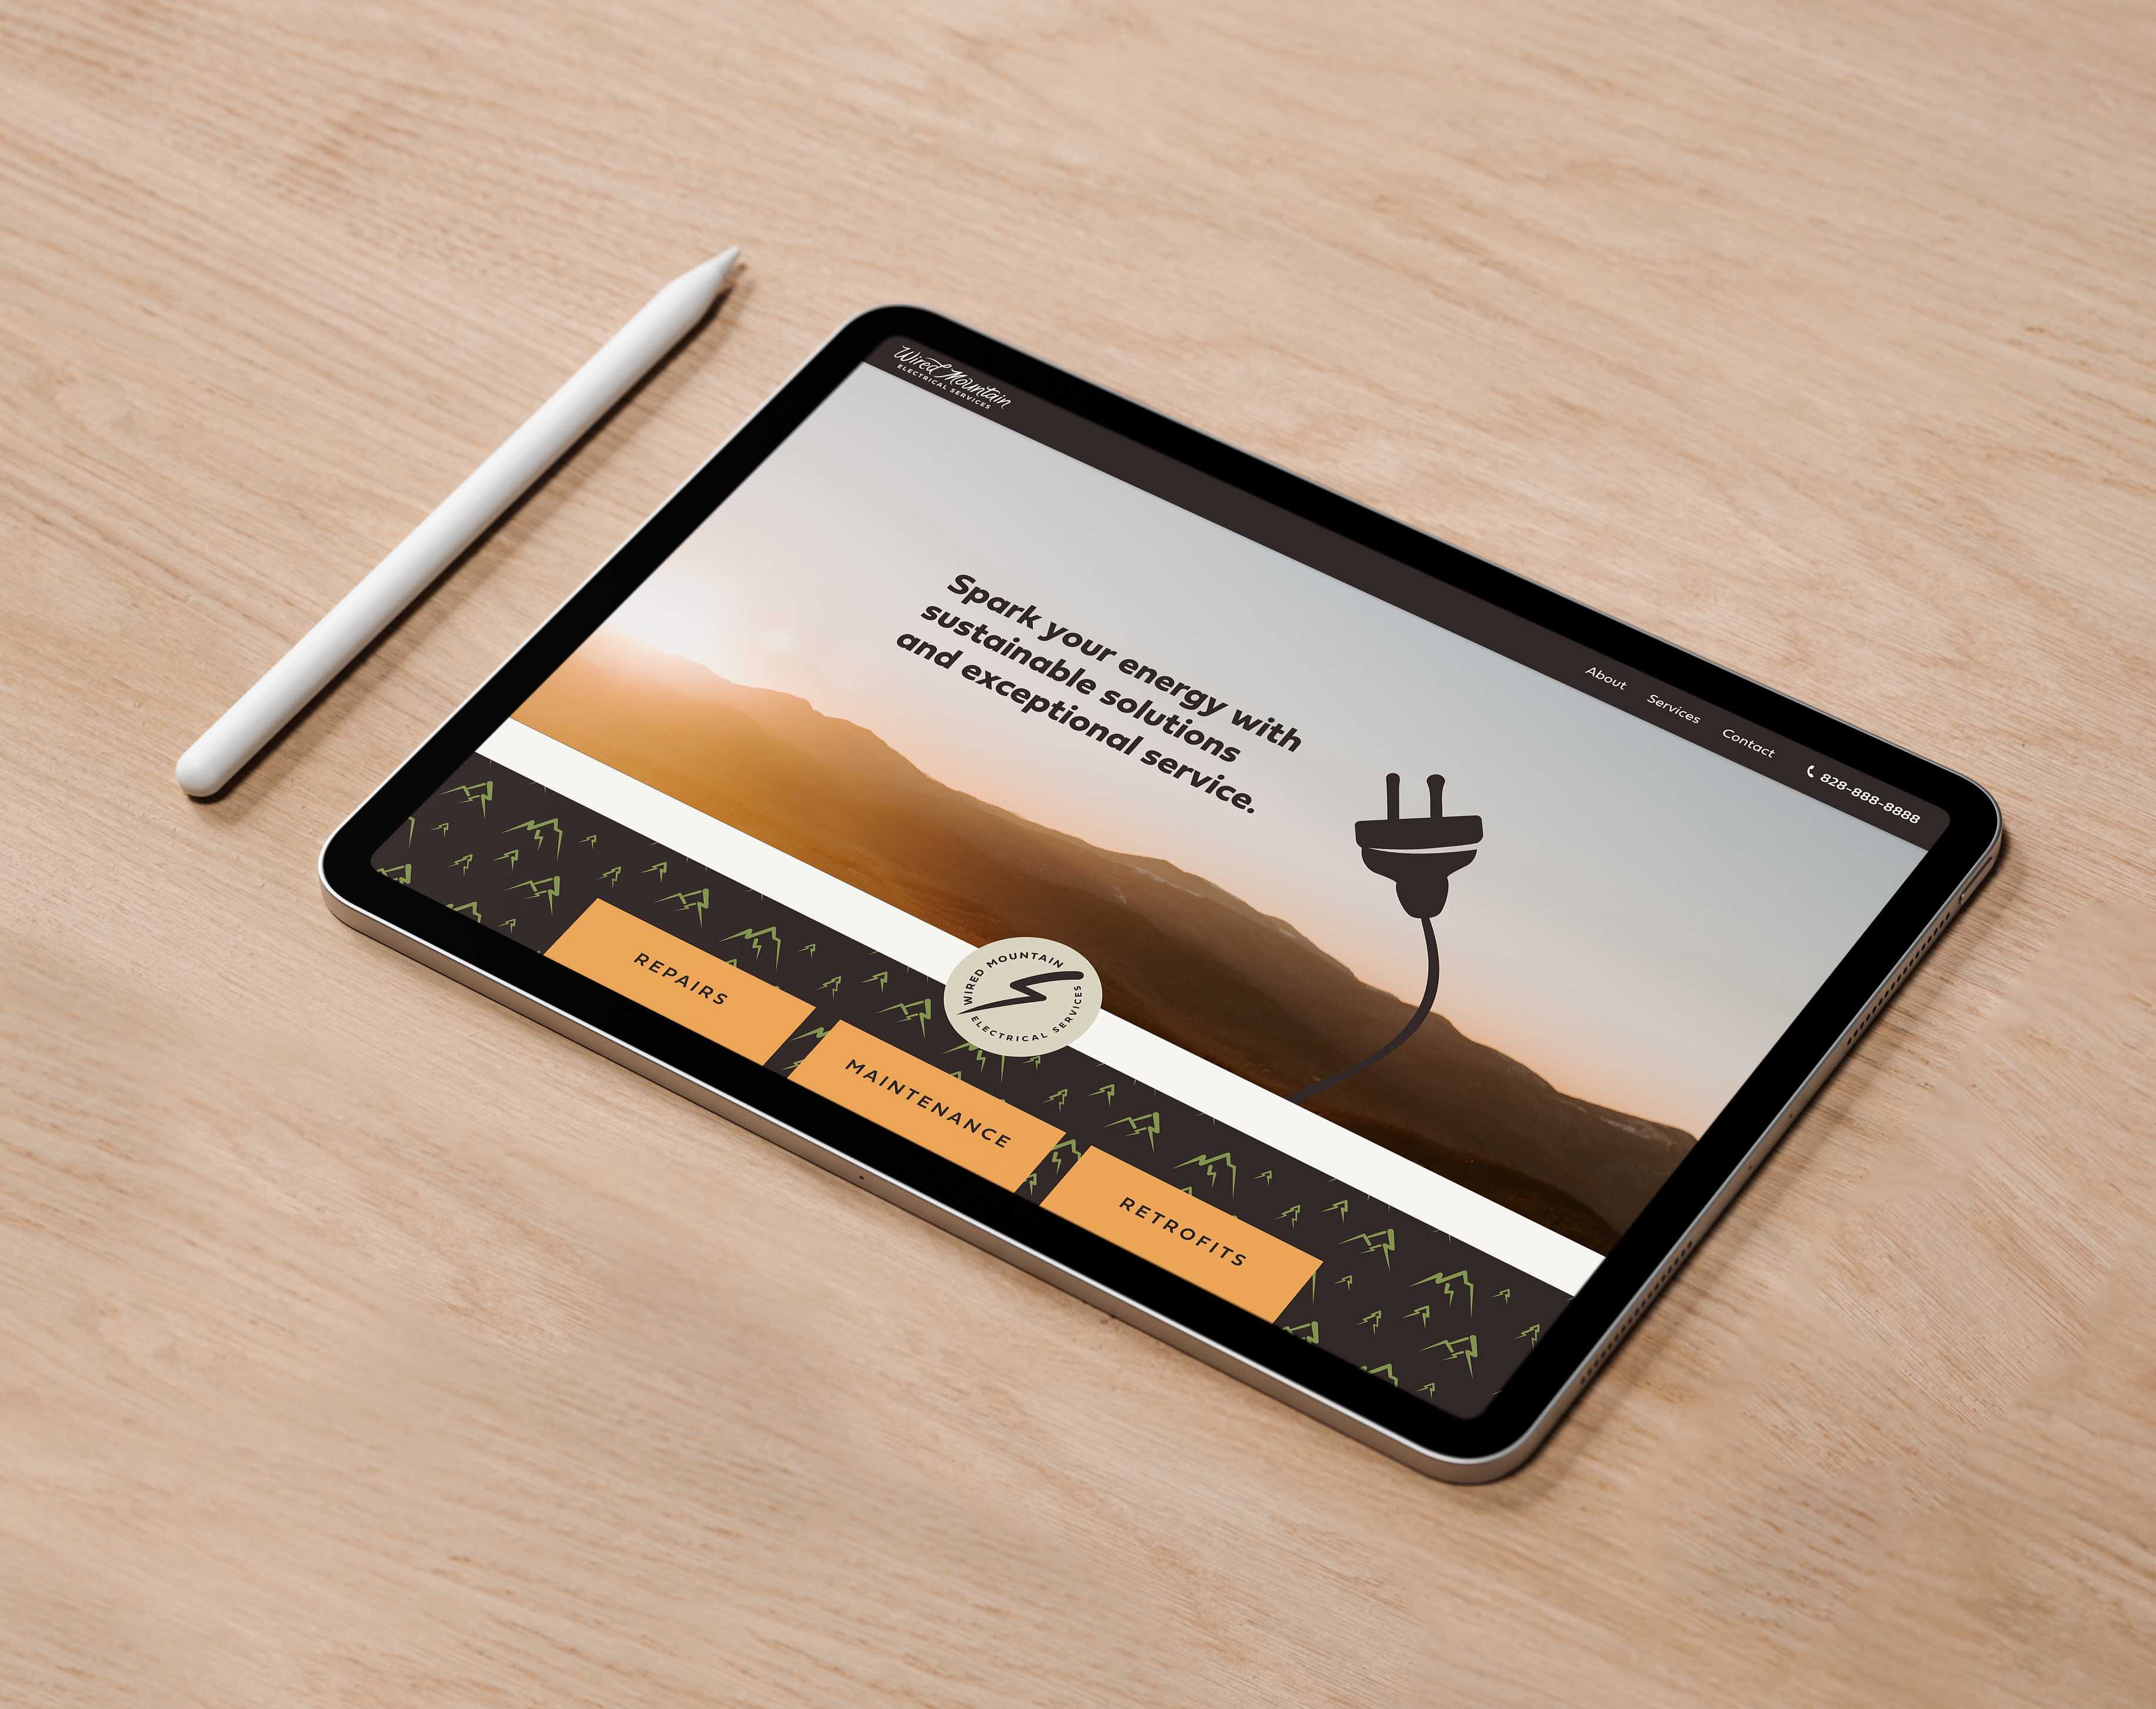 Wired Mountain
ELECTRICAL SERVICES
About
Services
Contact
828-888-8888
Spark your energy with
sustainable solutions
and exceptional service.
WIRED MOUNTAIN
ELECTRICAL SERVICES
REPAIRS
MAINTENANCE
RETROFITS